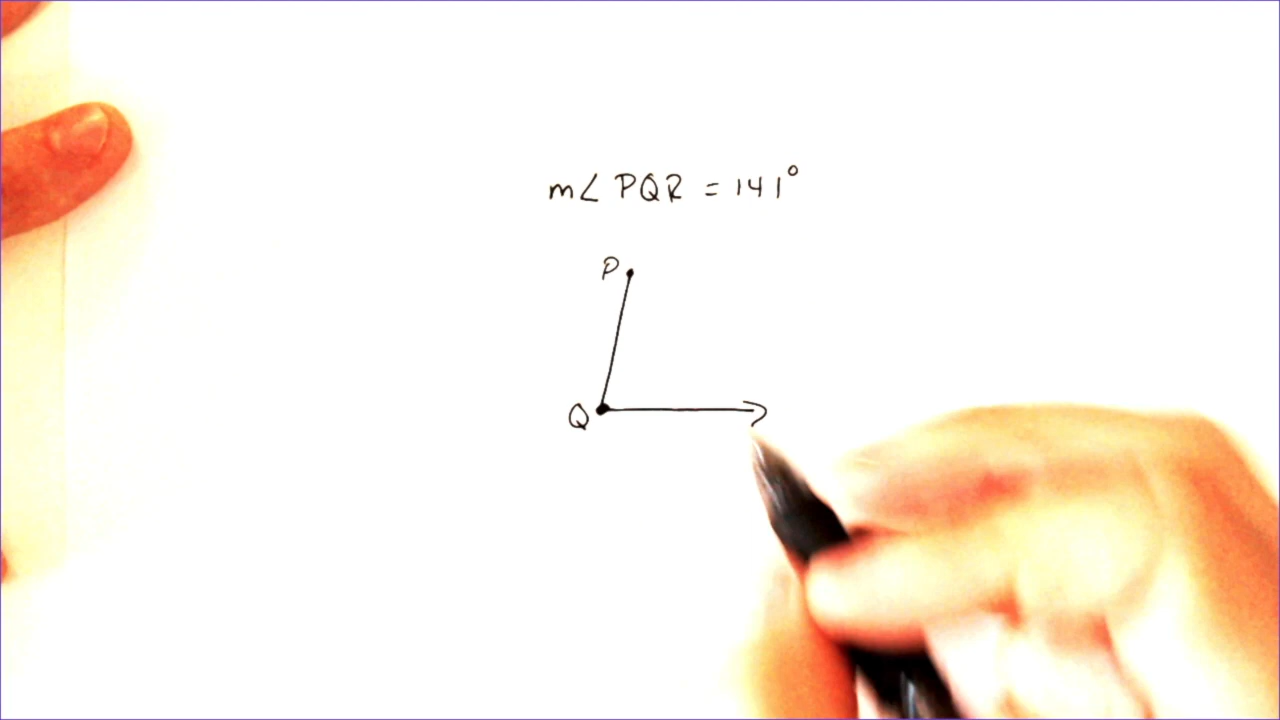 m∠ PQR = 141°
P
Q